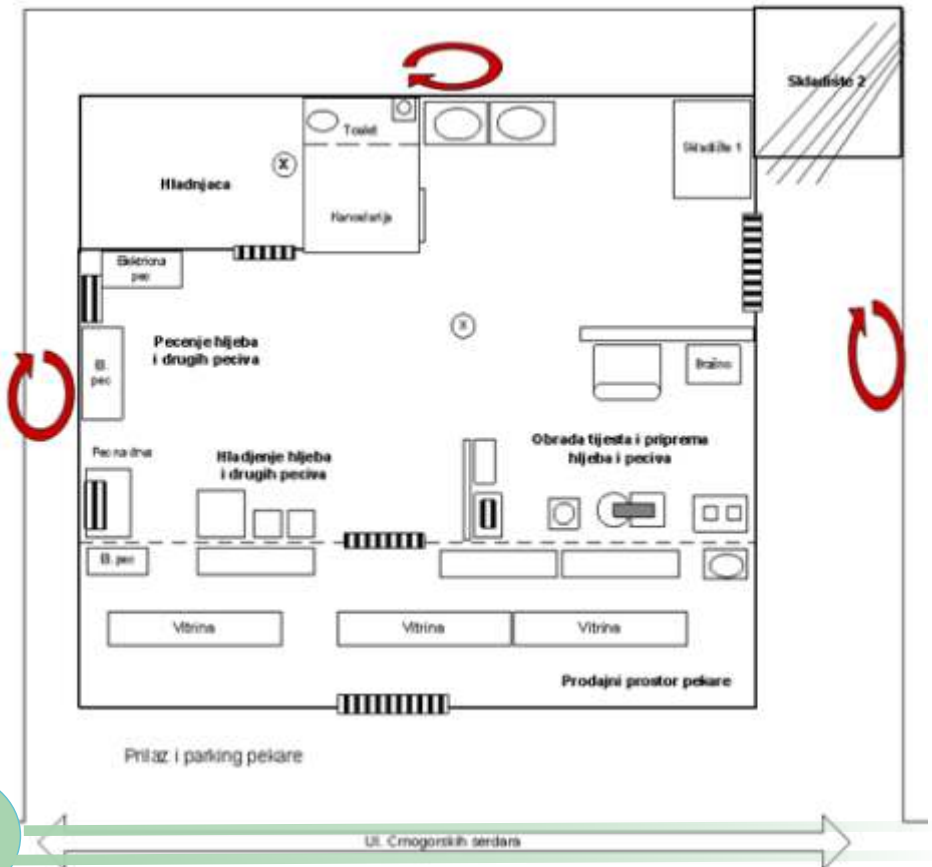 Skladište 2
Toalet
Skladište 1
X
Hladnjaca
Kancelarija
Elektricna
pec
X
Pecenje hljeba
i drugih peciva
El.
pec
Brašno
Obrada tijesta i priprema
hljeba i peciva
Pec na drva
Hladjenje hljeba
i drugih peciva
El. pec
Vitrina
Vitrina
Vitrina
Prodajni prostor pekare
Prilaz i parking pekare
Ul. Crnogorskih serdara